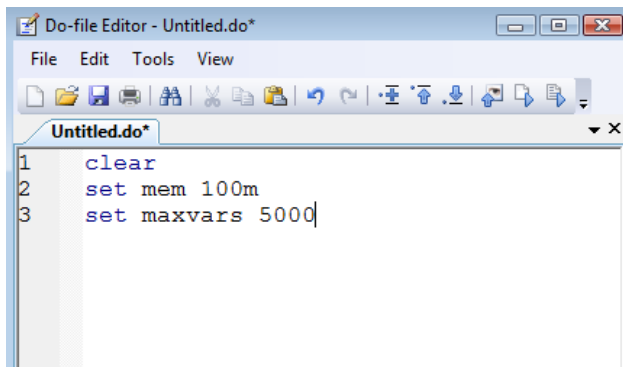 Do-file Editor - Untitled.do*
File Edit Tools View
Untitled.do*
1 clear
2 set mem 100m
3 set maxvars 5000